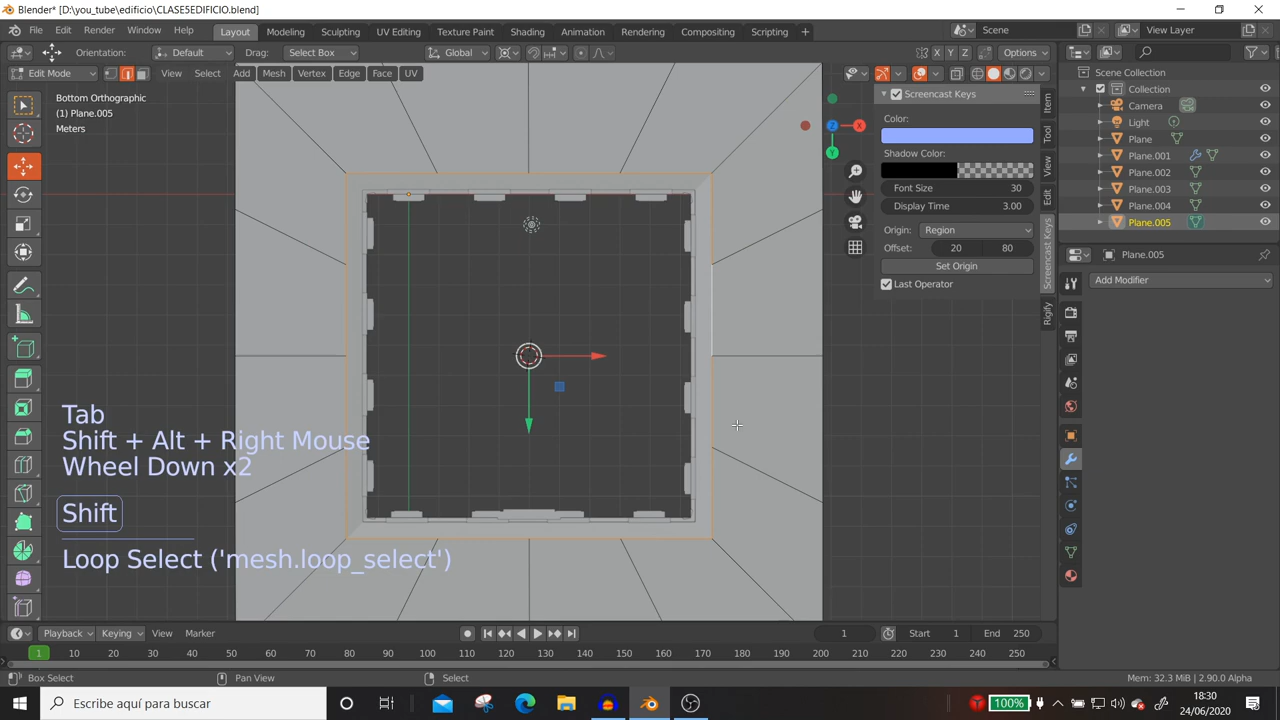 Blender* [D:\you_tube\edificio\CLASE5EDIFICIO.blend]
File Edit Render Window Help Layout Modeling Sculpting UV Editing Texture Paint Shading Animation Rendering Compositing Scripting + Scene View Layer
Orientation: Default Drag: Select Box Global X Y Z Options
Edit Mode View Select Add Mesh Vertex Edge Face UV
Bottom Orthographic
(1) Plane.005
Meters
Screencast Keys
Color:
Shadow Color:
Font Size 30
Display Time 3.00
Origin: Region
Offset: 20 80
Set Origin
Last Operator
Item
Tool
View
Edit
Screencast Keys
Rigify
Z X
Y
Scene Collection
Collection
Camera
Light
Plane
Plane.001
Plane.002
Plane.003
Plane.004
Plane.005
Plane.005
Add Modifier
Tab
Shift + Alt + Right Mouse
Wheel Down x2
Shift
Loop Select ('mesh.loop_select')
Playback Keying View Marker 1 Start 1 End 250
1 10 20 30 40 50 60 70 80 90 100 110 120 130 140 150 160 170 180 190 200 210 220 230 240 250
Box Select Pan View Select Mem: 32.3 MiB | 2.90.0 Alpha
Escribe aquí para buscar 100% 18:30
24/06/2020